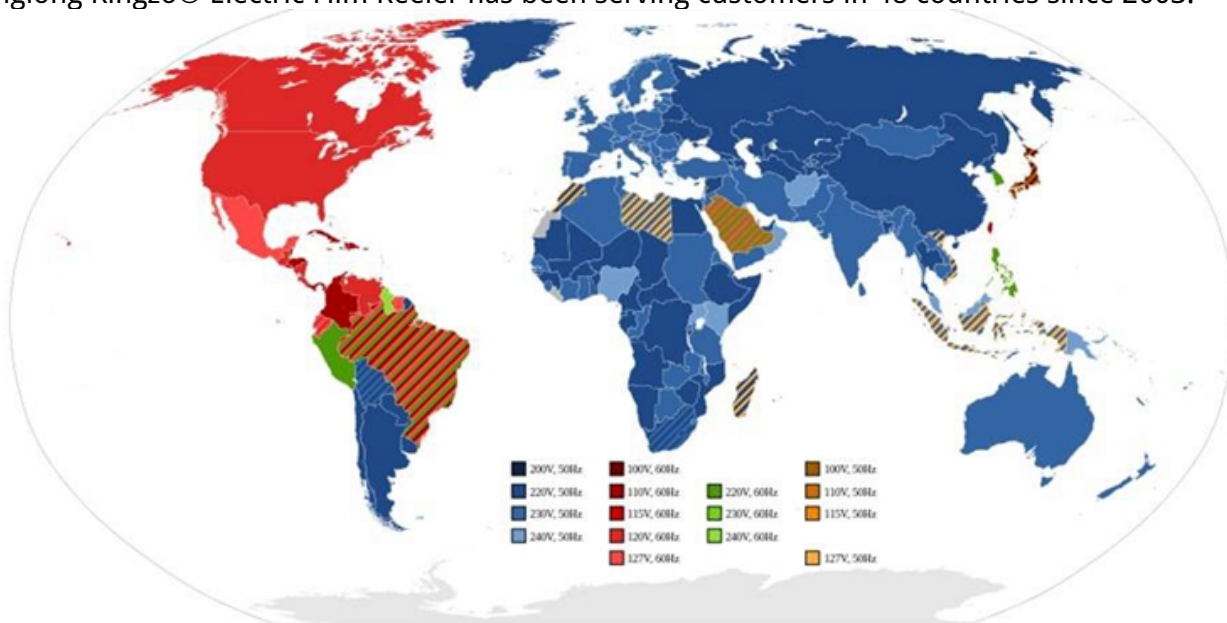 Electric Film Reeler has been serving customers in 48 countries since 2005.
200V, 50Hz
100V, 60Hz
100V, 50Hz
220V, 50Hz
110V, 60Hz
220V, 60Hz
110V, 50Hz
230V, 50Hz
115V, 60Hz
230V, 60Hz
115V, 50Hz
240V, 50Hz
120V, 60Hz
240V, 60Hz
127V, 60Hz
127V, 50Hz